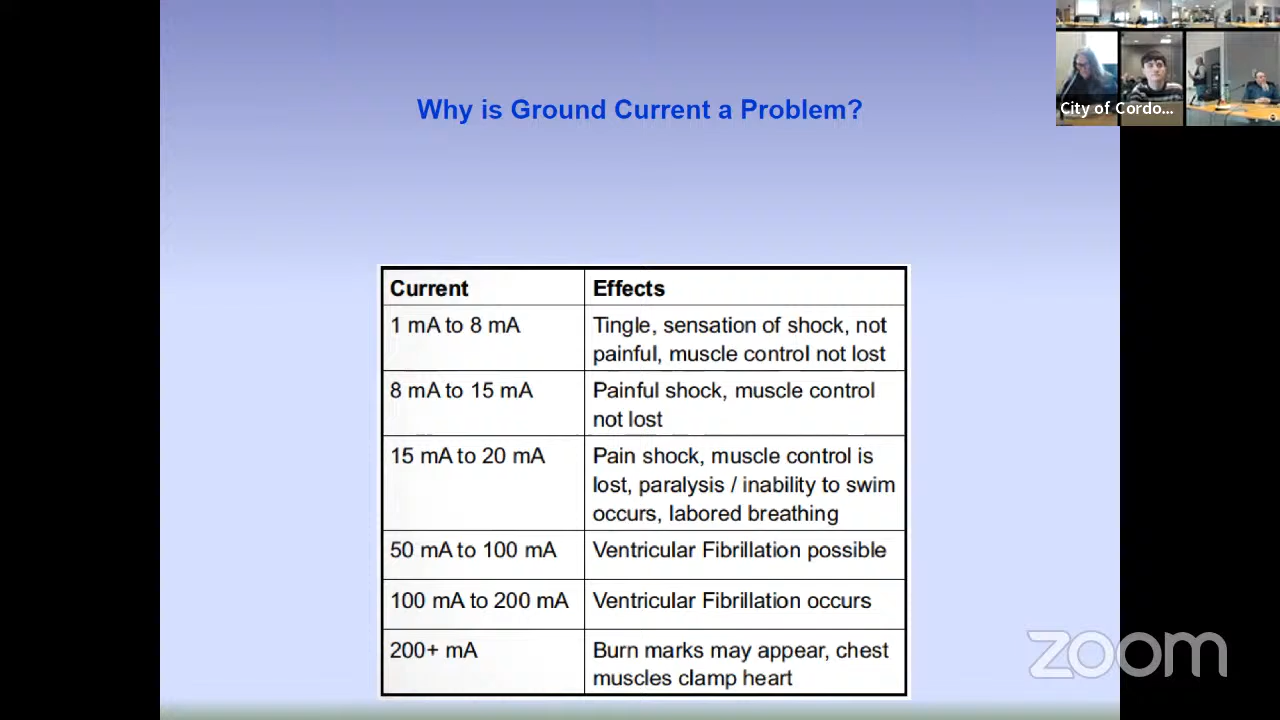 Why is Ground Current a Problem?
City of Cordo...
Current
Effects
1 mA to 8 mA
Tingle, sensation of shock, not
painful, muscle control not lost
8 mA to 15 mA
Painful shock, muscle control
not lost
15 mA to 20 mA
Pain shock, muscle control is
lost, paralysis / inability to swim
occurs, labored breathing
50 mA to 100 mA
Ventricular Fibrillation possible
100 mA to 200 mA
Ventricular Fibrillation occurs
200+ mA
Burn marks may appear, chest
muscles clamp heart
zoom